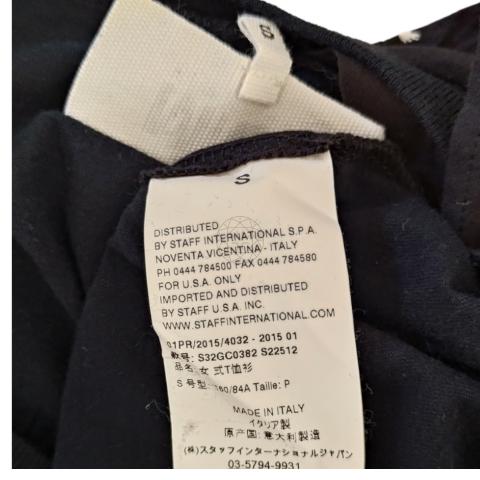 S
S
DISTRIBUTED
BY STAFF INTERNATIONAL S.P.A.
NOVENTA VICENTINA - ITALY
PH 0444 784500 FAX 0444 784580
FOR U.S.A. ONLY
IMPORTED AND DISTRIBUTED
BY STAFF U.S.A. INC.
WWW.STAFFINTERNATIONAL.COM
01PR/2015/4032 - 2015 01
款号: S32GC0382 S22512
品名: 女 式T恤衫
S 号型: 160/84A Taille: P
MADE IN ITALY
イタリア製
原产国: 意大利製造
(株)スタッフインターナショナルジャパン
03-5794-9931